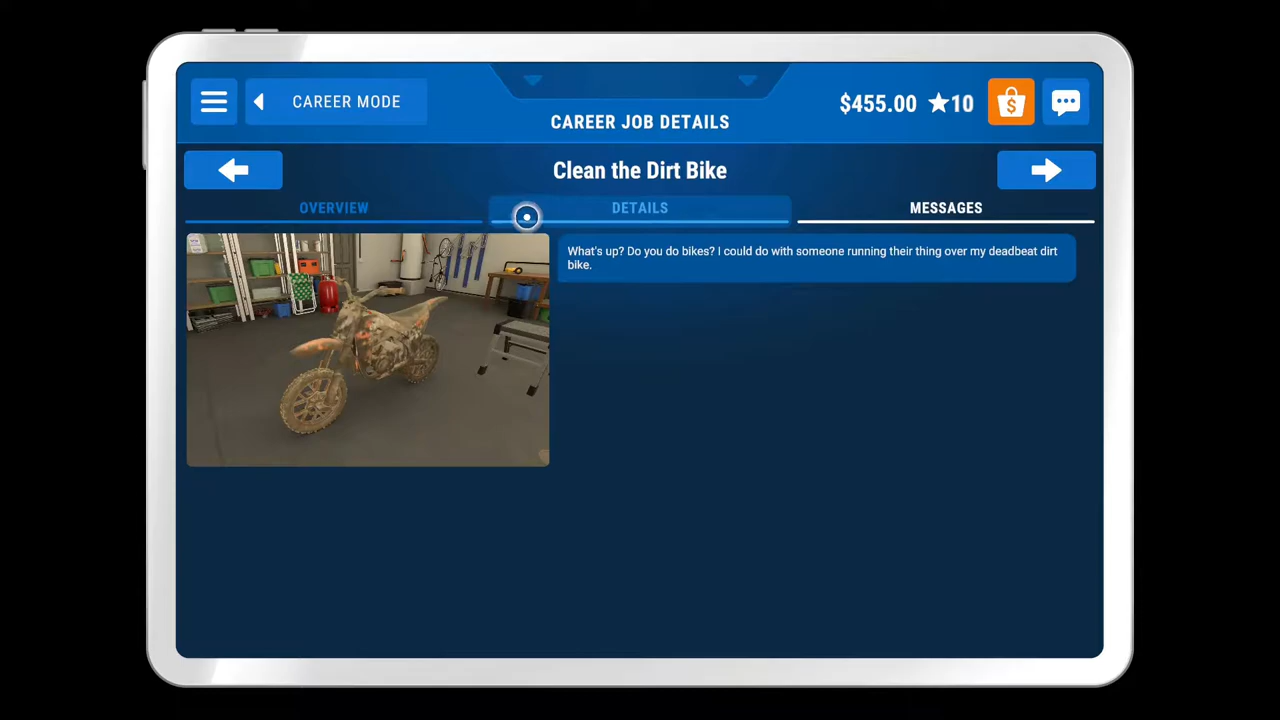 CAREER MODE
$455.00 ★10
CAREER JOB DETAILS
Clean the Dirt Bike
OVERVIEW
DETAILS
MESSAGES
What's up? Do you do bikes? I could do with someone running their thing over my deadbeat dirt
bike.